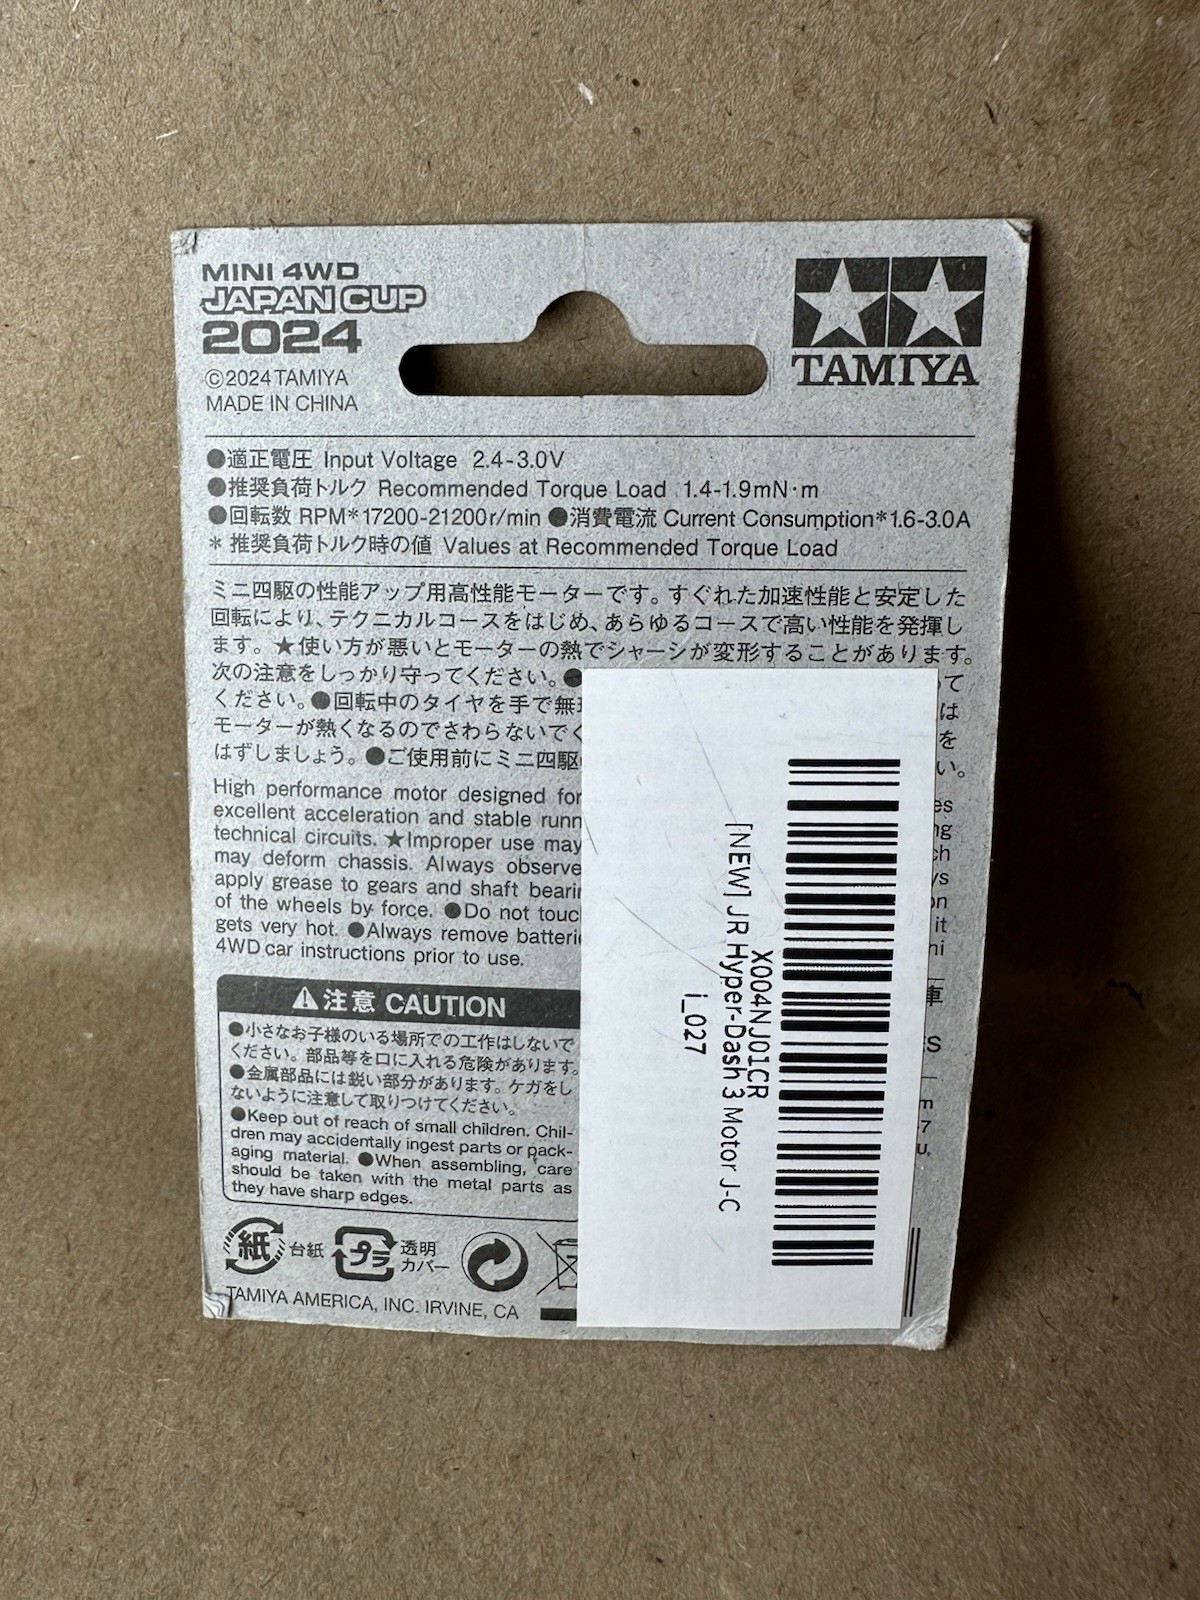 MINI 4WD
JAPAN CUP
2024
©2024 TAMIYA
MADE IN CHINA
TAMIYA
●適正電圧 Input Voltage 2.4-3.0V
●推奨負荷トルク Recommended Torque Load 1.4-1.9mN·m
●回転数 RPM*17200-21200r/min ●消費電流 Current Consumption*1.6-3.0A
* 推奨負荷トルク時の値 Values at Recommended Torque Load
ミニ四駆の性能アップ用高性能モーターです。すぐれた加速性能と安定した
回転により、テクニカルコースをはじめ、あらゆるコースで高い性能を発揮し
ます。★使い方が悪いとモーターの熱でシャーシが変形することがあります。
次の注意をしっかり守ってください。● て
ください。●回転中のタイヤを手で無 は
モーターが熱くなるのでさわらないでく を
はずしましょう。●ご使用前にミニ四駆 い。
High performance motor designed for es
excellent acceleration and stable runn ng
technical circuits. ★Improper use may ch
may deform chassis. Always observe ys
apply grease to gears and shaft beari on
of the wheels by force. ●Do not touc it
gets very hot. ●Always remove batteri ni
4WD car instructions prior to use.
注意 CAUTION
●小さなお子様のいる場所での工作はしないで
ください。部品等を口に入れる危険があります。
●金属部品には鋭い部分があります。ケガをし
ないように注意して取りつけてください。
●Keep out of reach of small children. Chil-
dren may accidentally ingest parts or pack-
aging material. ●When assembling, care
should be taken with the metal parts as
they have sharp edges.
紙 台紙 プラ 透明
カバー
TAMIYA AMERICA, INC. IRVINE, CA
庫
ES
m
7
u,
X004NJ01CR
[NEW] JR Hyper-Dash 3 Motor J-C
i_027